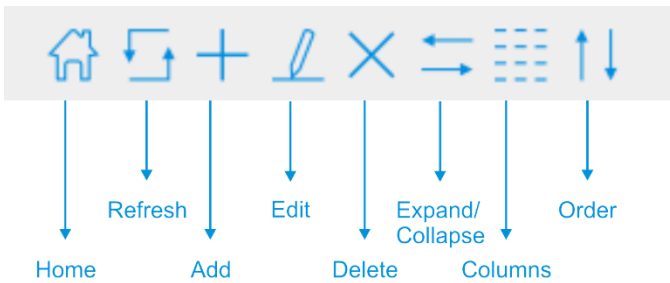 Refresh
Edit
Expand/
Collapse
Order
Home
Add
Delete
Columns